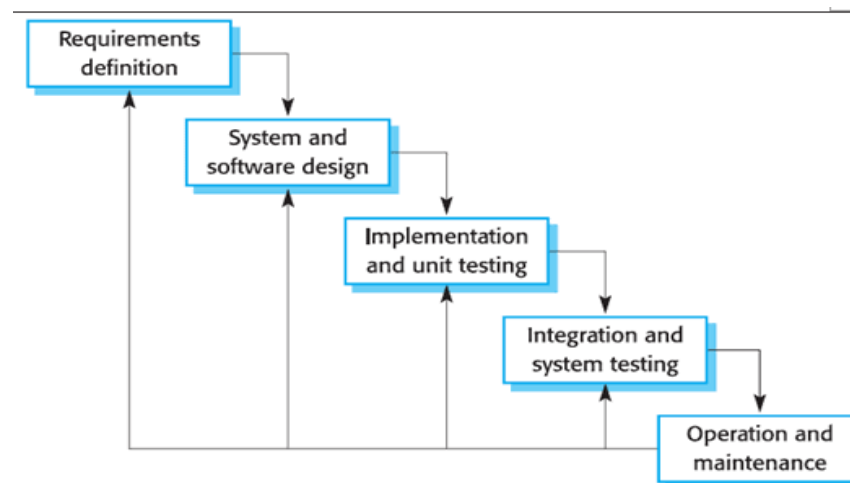 Requirements
definition
System and
software design
Implementation
and unit testing
Integration and
system testing
Operation and
maintenance